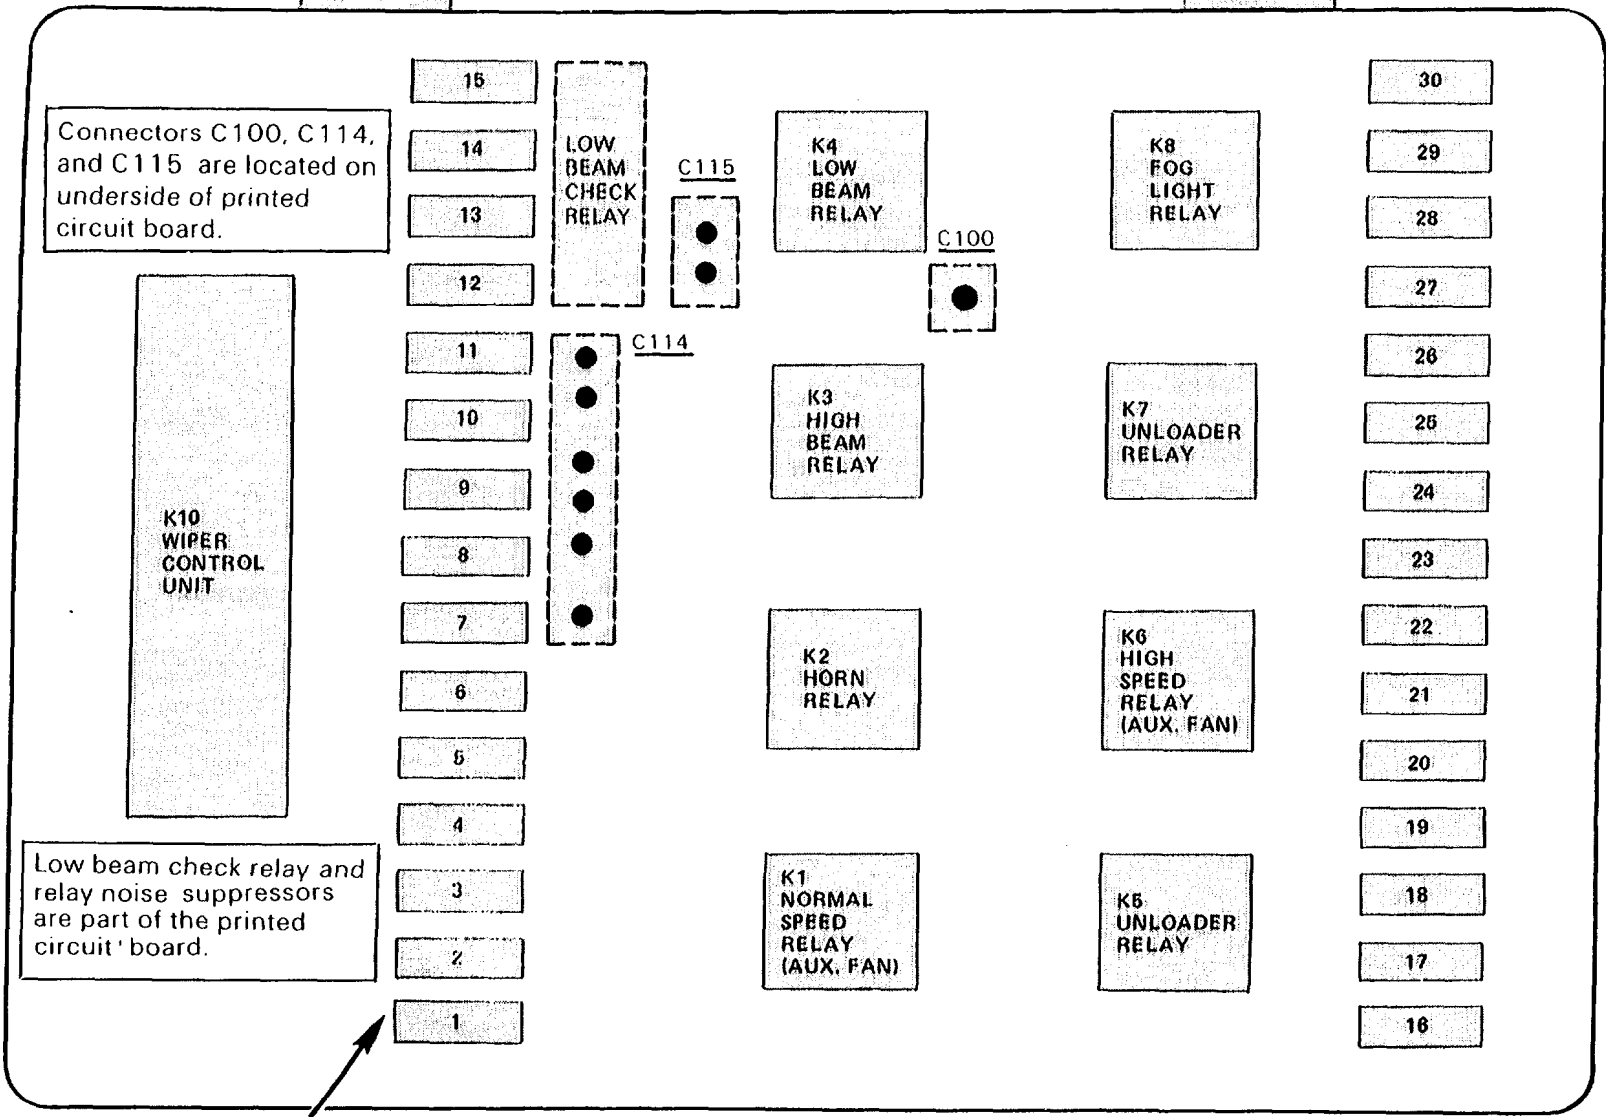 Connectors C100, C114,
and C115 are located on
underside of printed
circuit board.
K10
WIPER
CONTROL
UNIT
Low beam check relay and
relay noise suppressors
are part of the printed
circuit ' board.
15
14
13
12
11
10
9
8
7
6
5
4
3
2
1
LOW
BEAM
CHECK
RELAY
C115
C114
K4
LOW
BEAM
RELAY
C100
K3
HIGH
BEAM
RELAY
K2
HORN
RELAY
K1
NORMAL
SPEED
RELAY
(AUX. FAN)
K8
FOG
LIGHT
RELAY
K7
UNLOADER
RELAY
K6
HIGH
SPEED
RELAY
(AUX. FAN)
K5
UNLOADER
RELAY
30
29
28
27
26
25
24
23
22
21
20
19
18
17
16